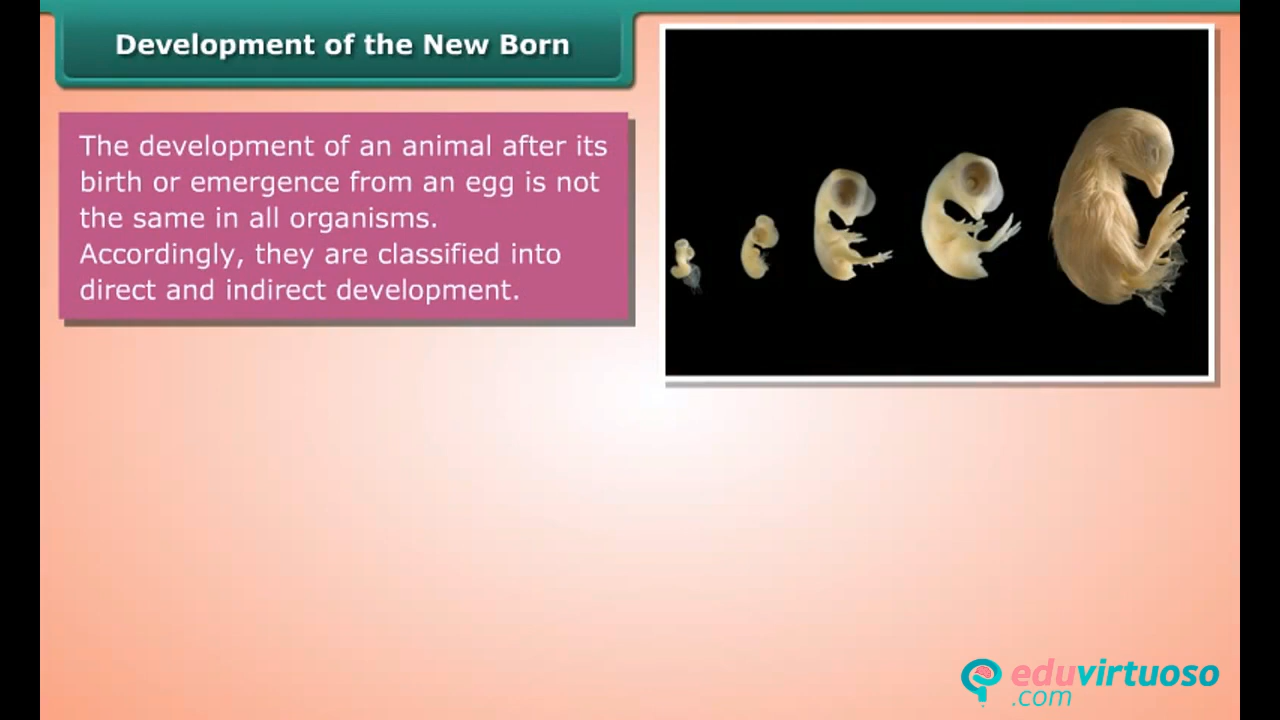 Development of the New Born
The development of an animal after its
birth or emergence from an egg is not
the same in all organisms.
Accordingly, they are classified into
direct and indirect development.
eduvirtuoso
.com